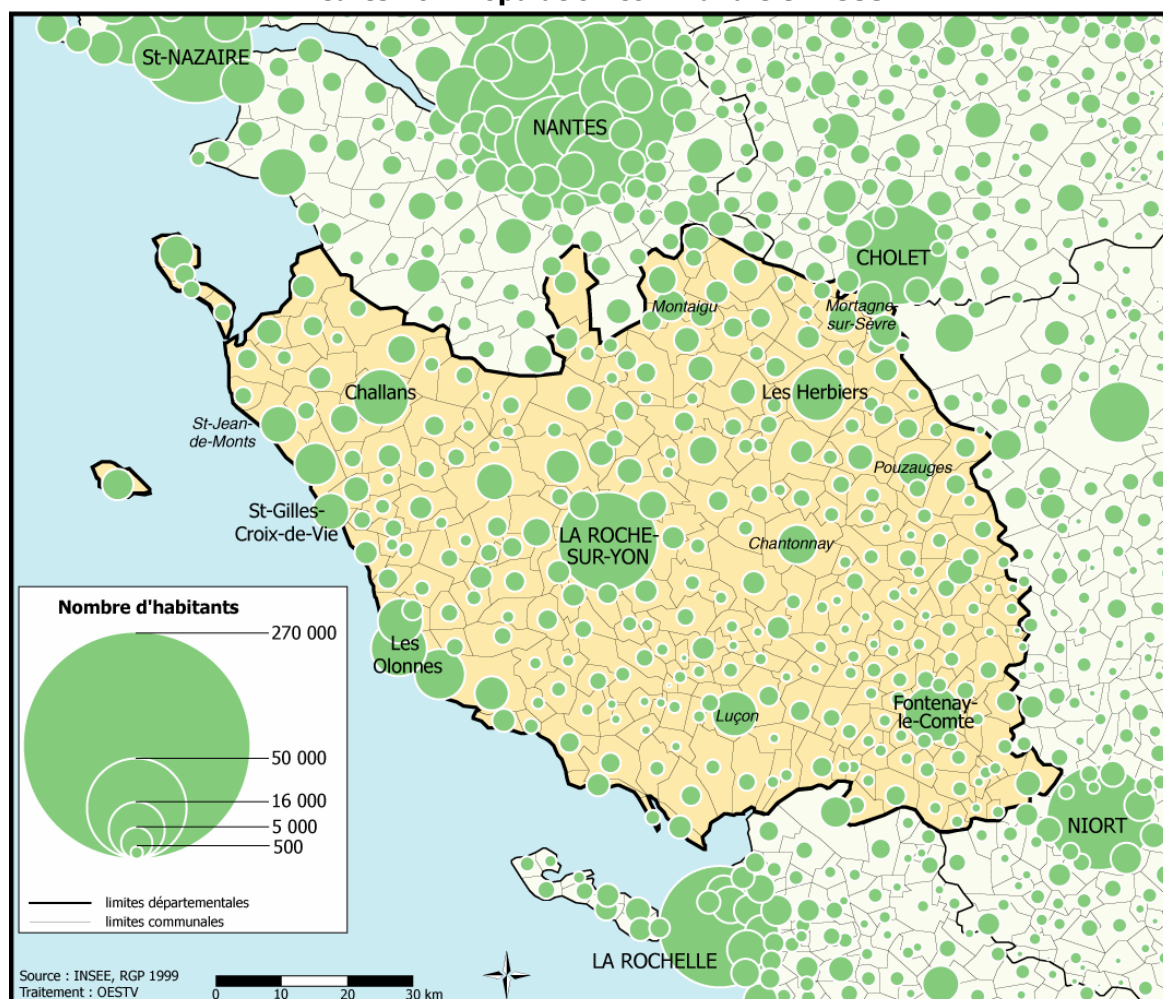 St-NAZAIRE
NANTES
CHOLET
Montaigu
Mortagne-
sur-Sèvre
Challans
Les Herbiers
St-Jean-
de-Monts
Pouzauges
St-Gilles-
Croix-de-Vie
LA ROCHE-
SUR-YON
Chantonnay
Les
Olonnes
Luçon
Fontenay-
le-Comte
NIORT
LA ROCHELLE
Nombre d'habitants
270 000
50 000
16 000
5 000
500
limites départementales
limites communales
Source : INSEE, RGP 1999
Traitement : OESTV
0 10 20 30 km